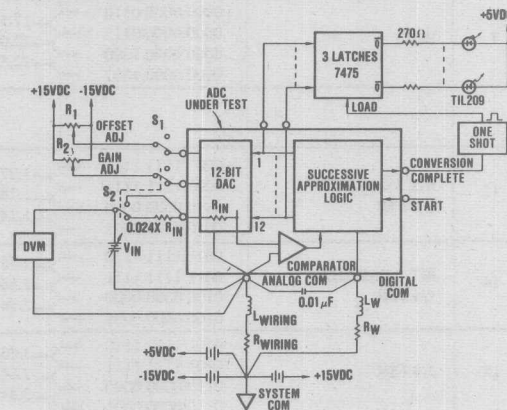 +5VDC
270Ω
3 LATCHES
7475
Q
Q
TIL209
LOAD
ONE
SHOT
+15VDC
-15VDC
R1
OFFSET
ADJ
R2
GAIN
ADJ
S1
ADC
UNDER TEST
12-BIT
DAC
1
12
SUCCESSIVE
APPROXIMATION
LOGIC
CONVERSION
COMPLETE
START
S2
0.024X RIN
RIN
DVM
VIN
COMPARATOR
ANALOG COM
DIGITAL
COM
0.01µF
LWIRING
RWIRING
LW
RW
+5VDC
-15VDC
+15VDC
SYSTEM
COM